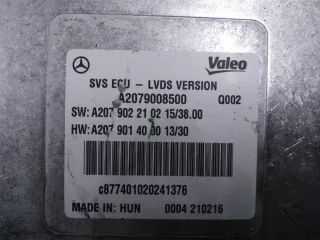 Valeo
SVS ECU - LVDS VERSION
A2079008500 Q002
SW: A207 902 21 02 15/38.00
HW: A207 901 40 00 13/30
c877401020241376
MADE IN: HUN 0004 210216